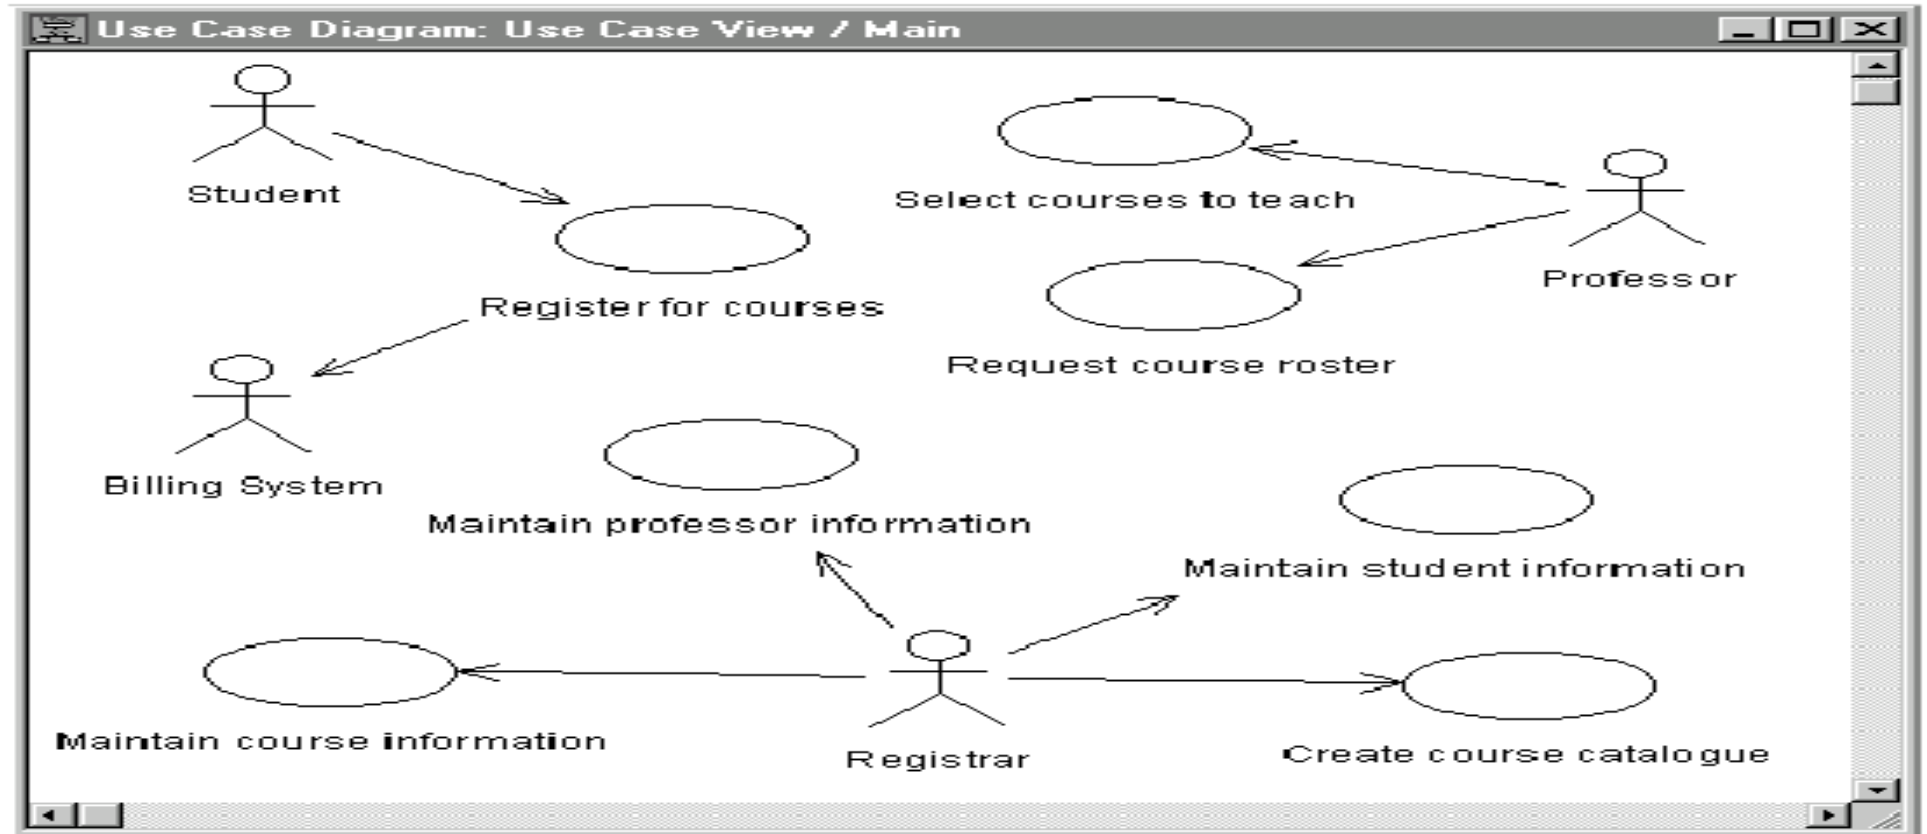 Use Case Diagram: Use Case View / Main
Student
Select courses to teach
Professor
Register for courses
Request course roster
Billing System
Maintain professor information
Maintain student information
Maintain course information
Registrar
Create course catalogue